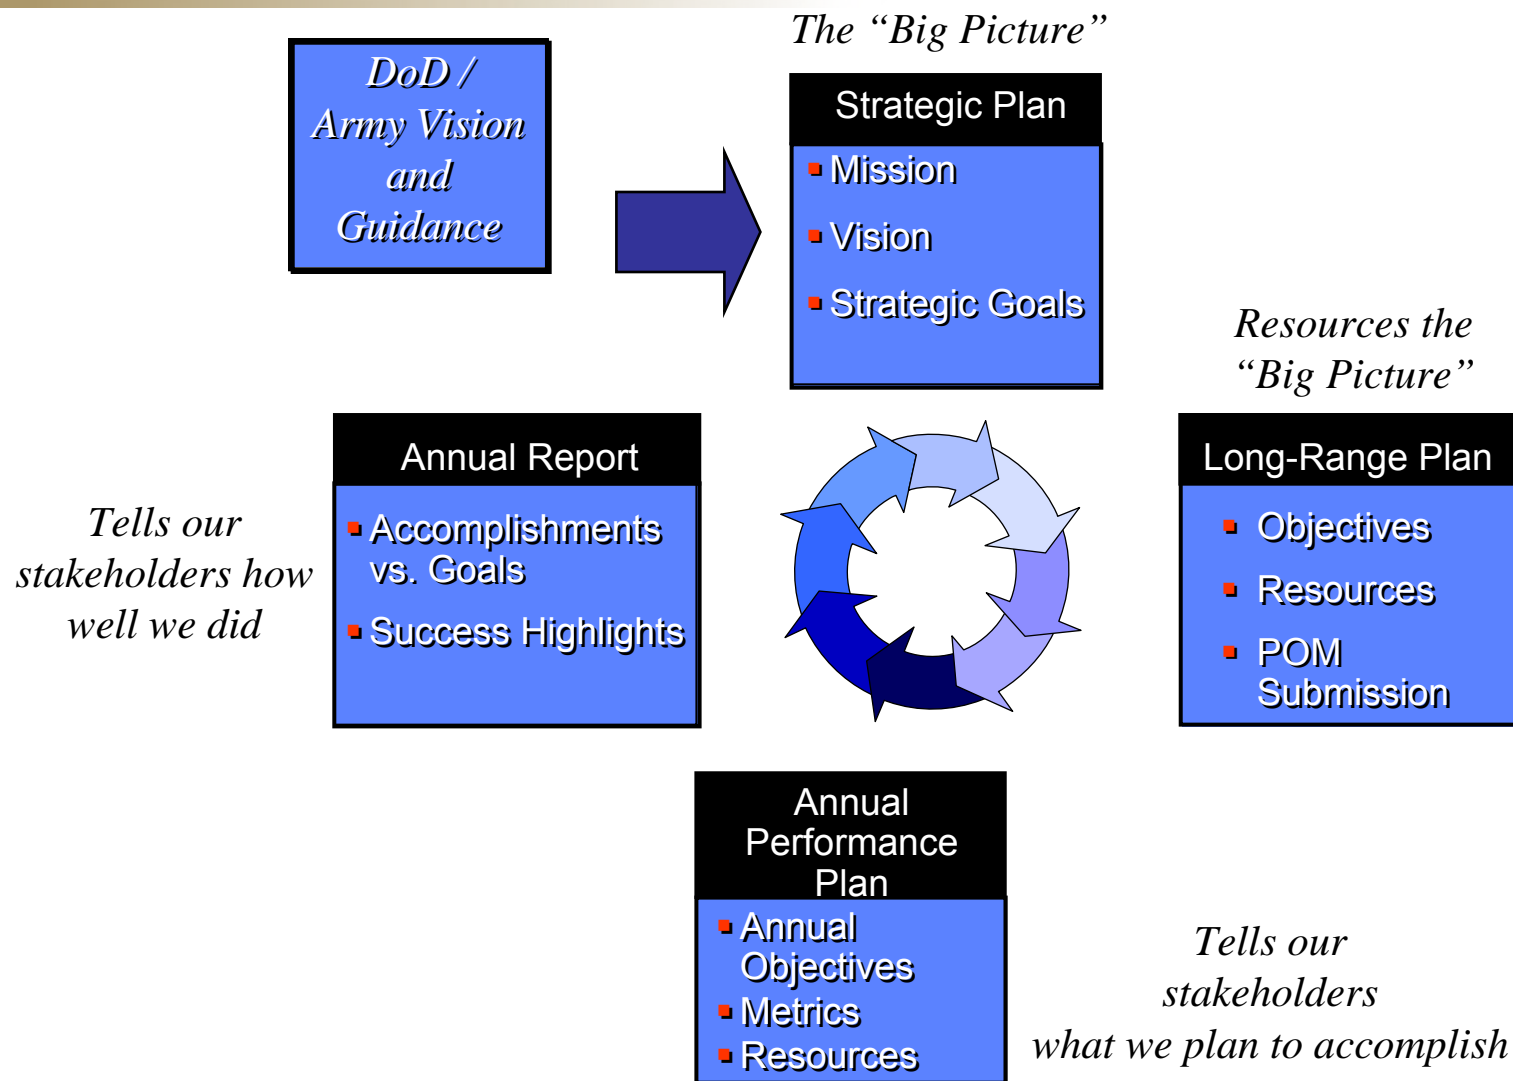 The “Big Picture”
DoD /
Army Vision
and
Guidance
Strategic Plan
▪ Mission
▪ Vision
▪ Strategic Goals
Resources the
“Big Picture”
Annual Report
▪ Accomplishments
vs. Goals
▪ Success Highlights
Tells our
stakeholders how
well we did
Long-Range Plan
▪ Objectives
▪ Resources
▪ POM
Submission
Annual
Performance
Plan
▪ Annual
Objectives
▪ Metrics
▪ Resources
Tells our
stakeholders
what we plan to accomplish